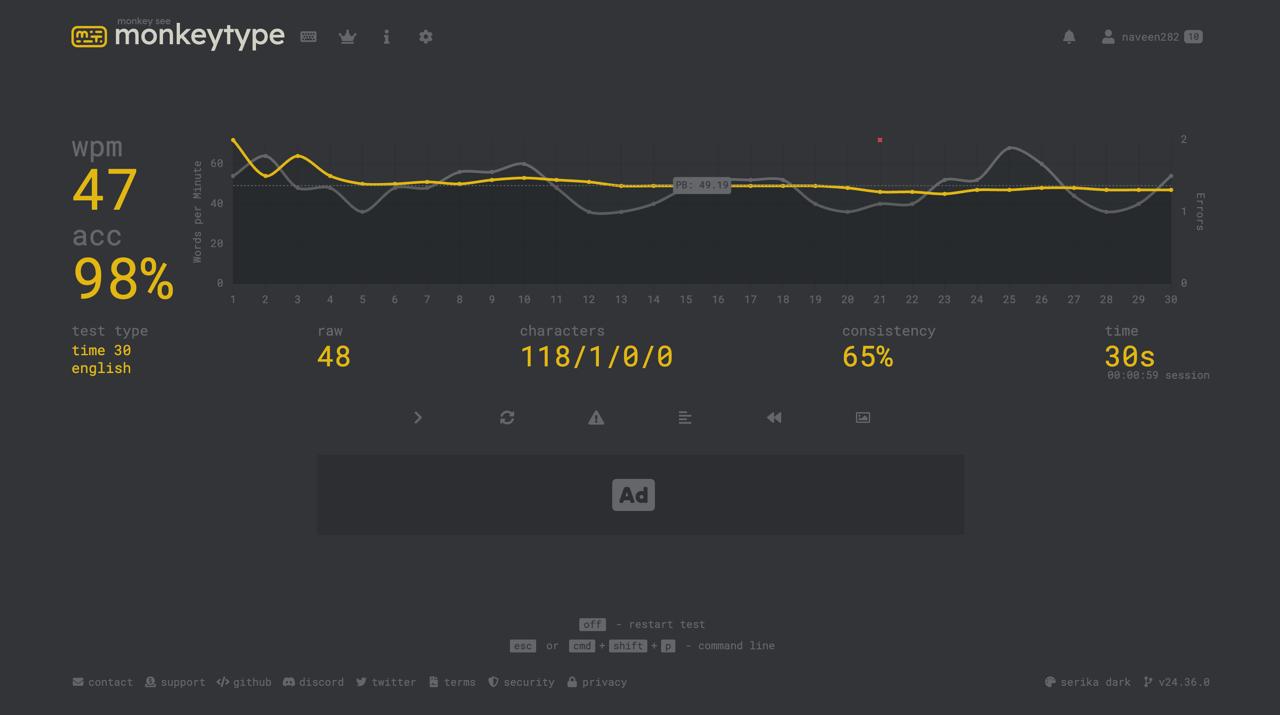 monkey see
monkeytype
naveen282 10
wpm
47
acc
98%
Words per Minute
60
40
20
0
PB: 49.19
2
1
0
Errors
1 2 3 4 5 6 7 8 9 10 11 12 13 14 15 16 17 18 19 20 21 22 23 24 25 26 27 28 29 30
test type
time 30
english
raw
48
characters
118/1/0/0
consistency
65%
time
30s
00:00:59 session
Ad
off - restart test
esc or cmd + shift + p - command line
contact support github discord twitter terms security privacy
serika dark v24.36.0